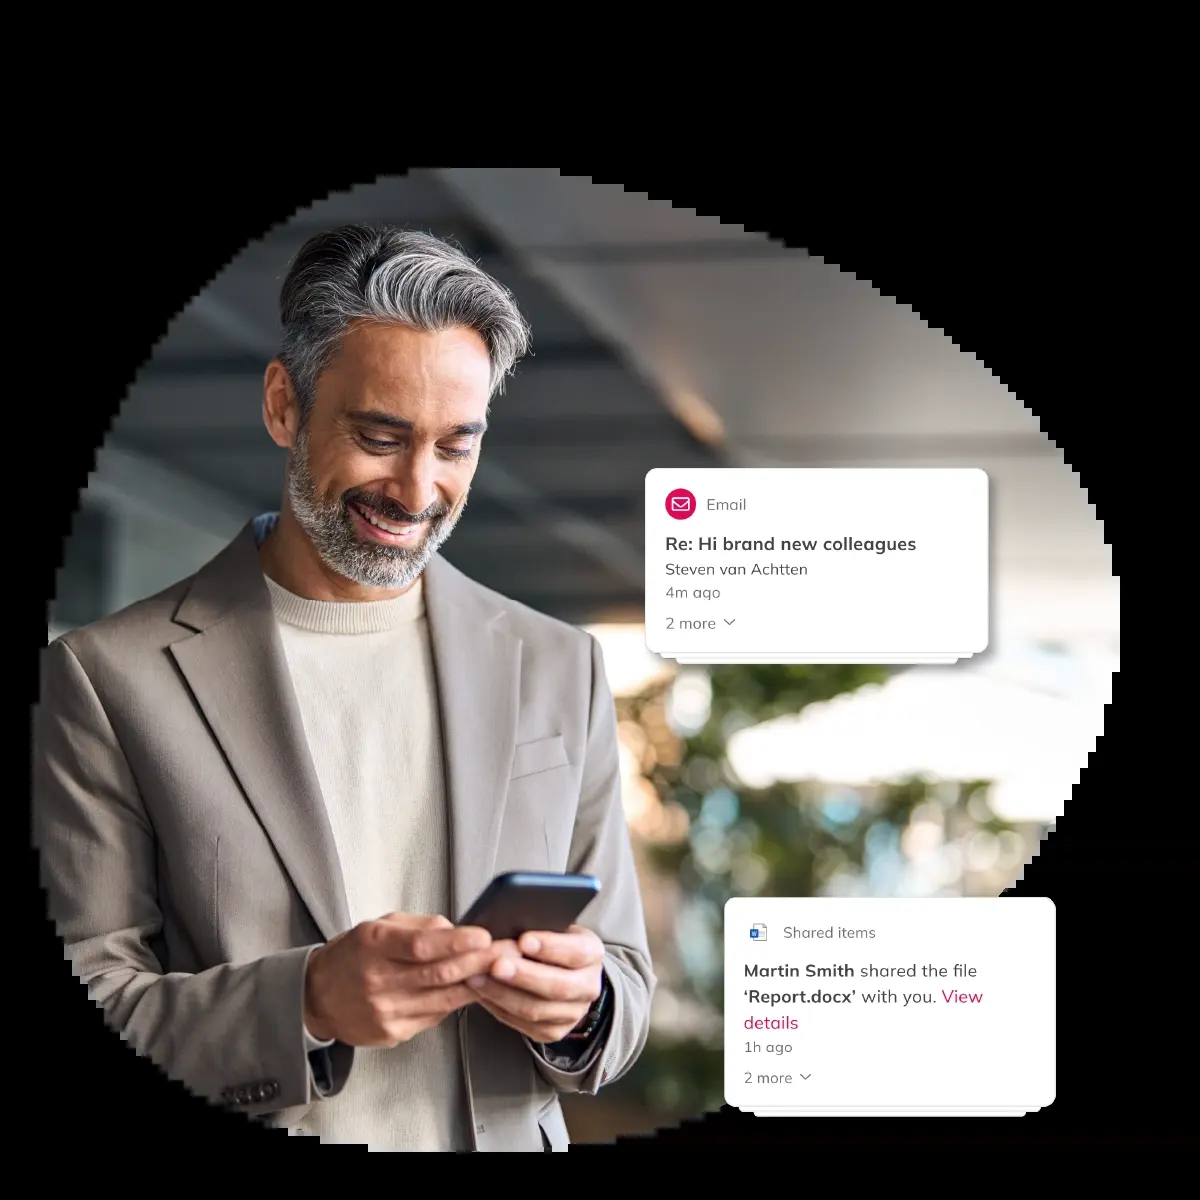 Email
Re: Hi brand new colleagues
Steven van Achtten
4m ago
2 more
Shared items
Martin Smith shared the file
‘Report.docx’ with you. View
details
1h ago
2 more